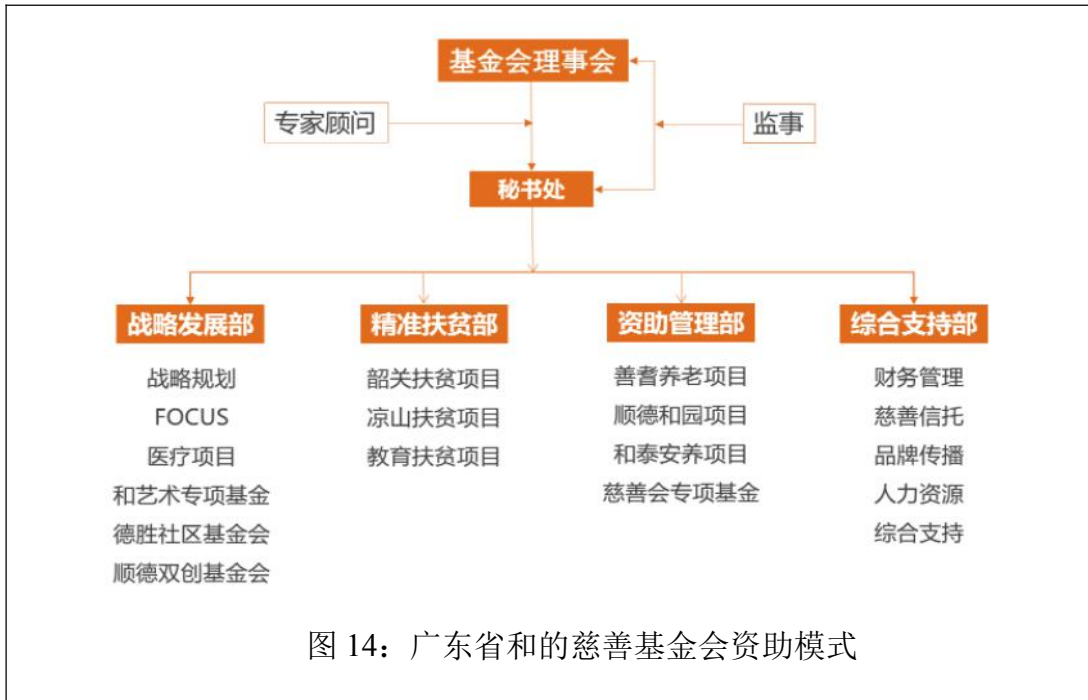 基金会理事会
专家顾问
监事
秘书处
战略发展部
战略规划
FOCUS
医疗项目
和艺术专项基金
德胜社区基金会
顺德双创基金会
精准扶贫部
韶关扶贫项目
凉山扶贫项目
教育扶贫项目
资助管理部
善耆养老项目
顺德和园项目
和泰安养项目
慈善会专项基金
综合支持部
财务管理
慈善信托
品牌传播
人力资源
综合支持
图 14：广东省和的慈善基金会资助模式